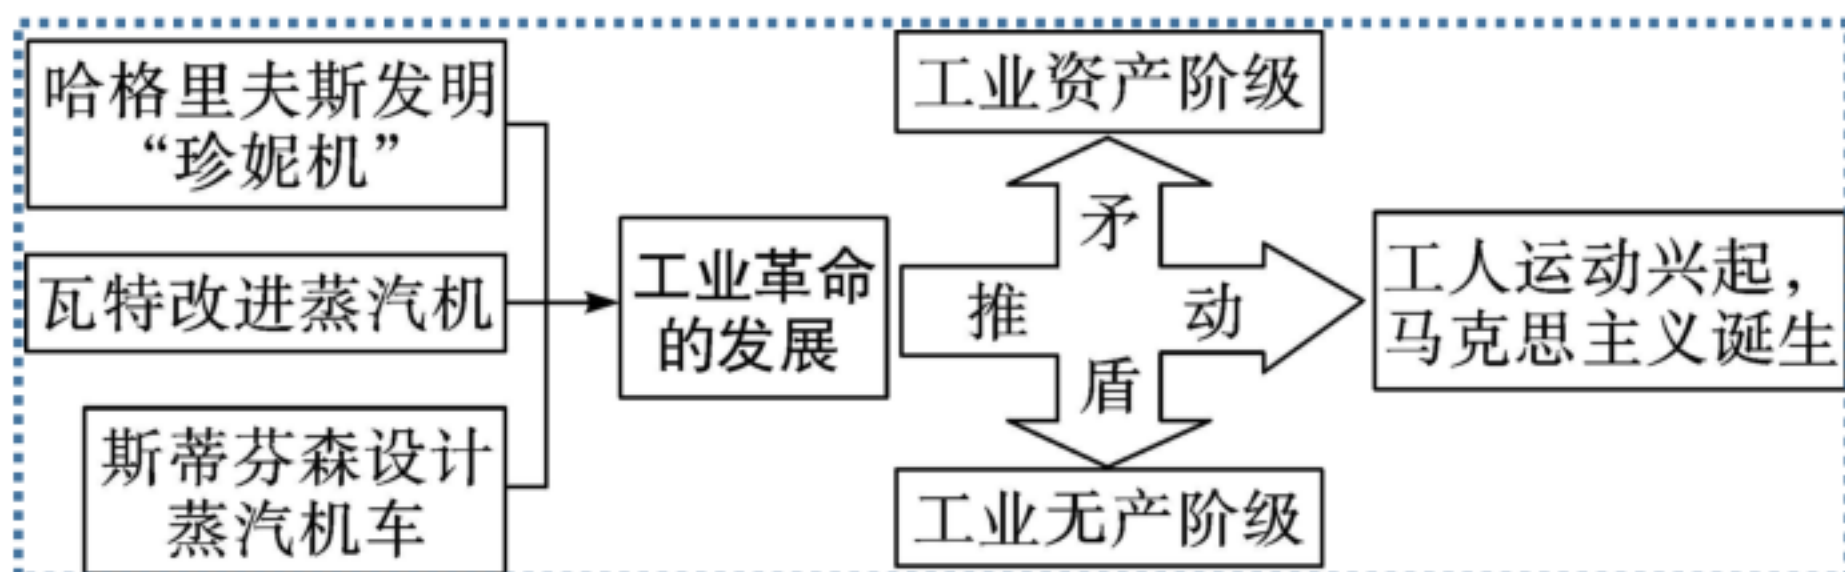 哈格里夫斯发明
“珍妮机”
瓦特改进蒸汽机
斯蒂芬森设计
蒸汽机车
工业革命
的发展
工业资产阶级
矛
推 动
盾
工业无产阶级
工人运动兴起，
马克思主义诞生